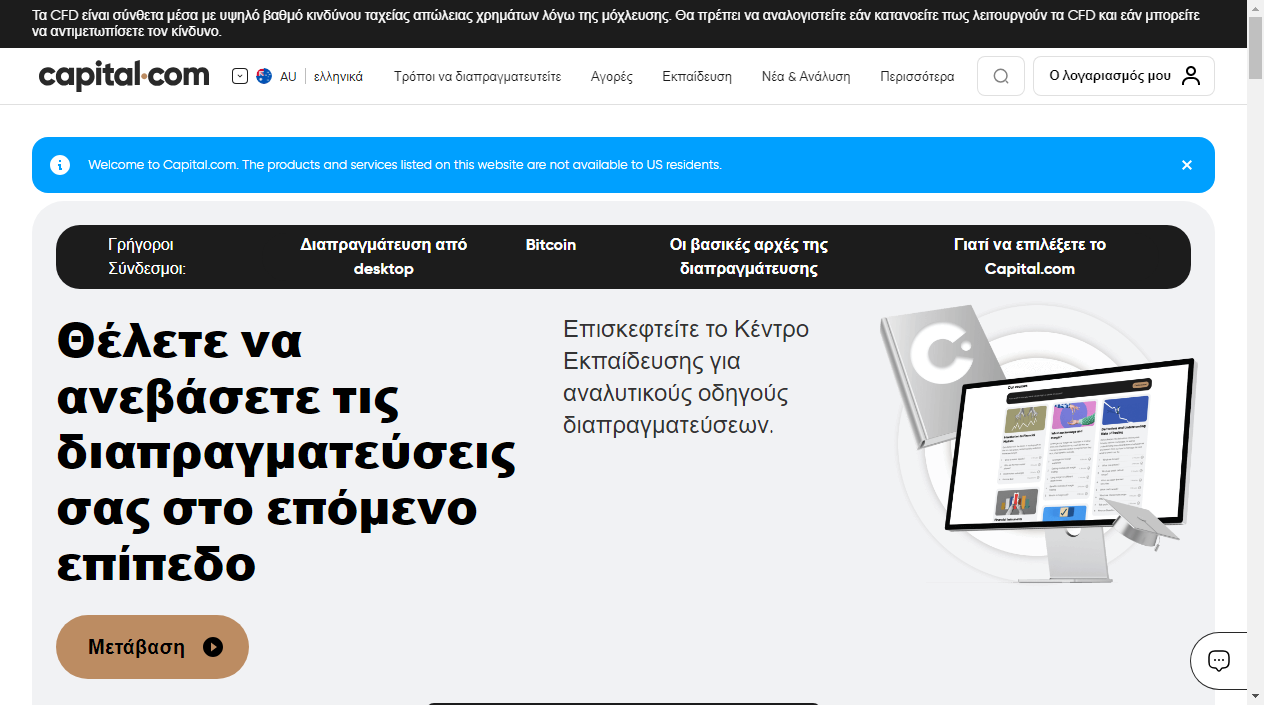 Τα CFD είναι σύνθετα μέσα με υψηλό βαθμό κινδύνου ταχείας απώλειας χρημάτων λόγω της μόχλευσης. Θα πρέπει να αναλογιστείτε εάν κατανοείτε πως λειτουργούν τα CFD και εάν μπορείτε
να αντιμετωπίσετε τον κίνδυνο.
capital.com
AU ελληνικά
Τρόποι να διαπραγματευτείτε
Αγορές
Εκπαίδευση
Νέα & Ανάλυση
Περισσότερα
Ο λογαριασμός μου
Welcome to Capital.com. The products and services listed on this website are not available to US residents.
Γρήγοροι
Σύνδεσμοι:
Διαπραγμάτευση από
desktop
Bitcoin
Οι βασικές αρχές της
διαπραγμάτευσης
Γιατί να επιλέξετε το
Capital.com
Θέλετε να
ανεβάσετε τις
διαπραγματεύσεις
σας στο επόμενο
επίπεδο
Επισκεφτείτε το Κέντρο
Εκπαίδευσης για
αναλυτικούς οδηγούς
διαπραγματεύσεων.
Μετάβαση